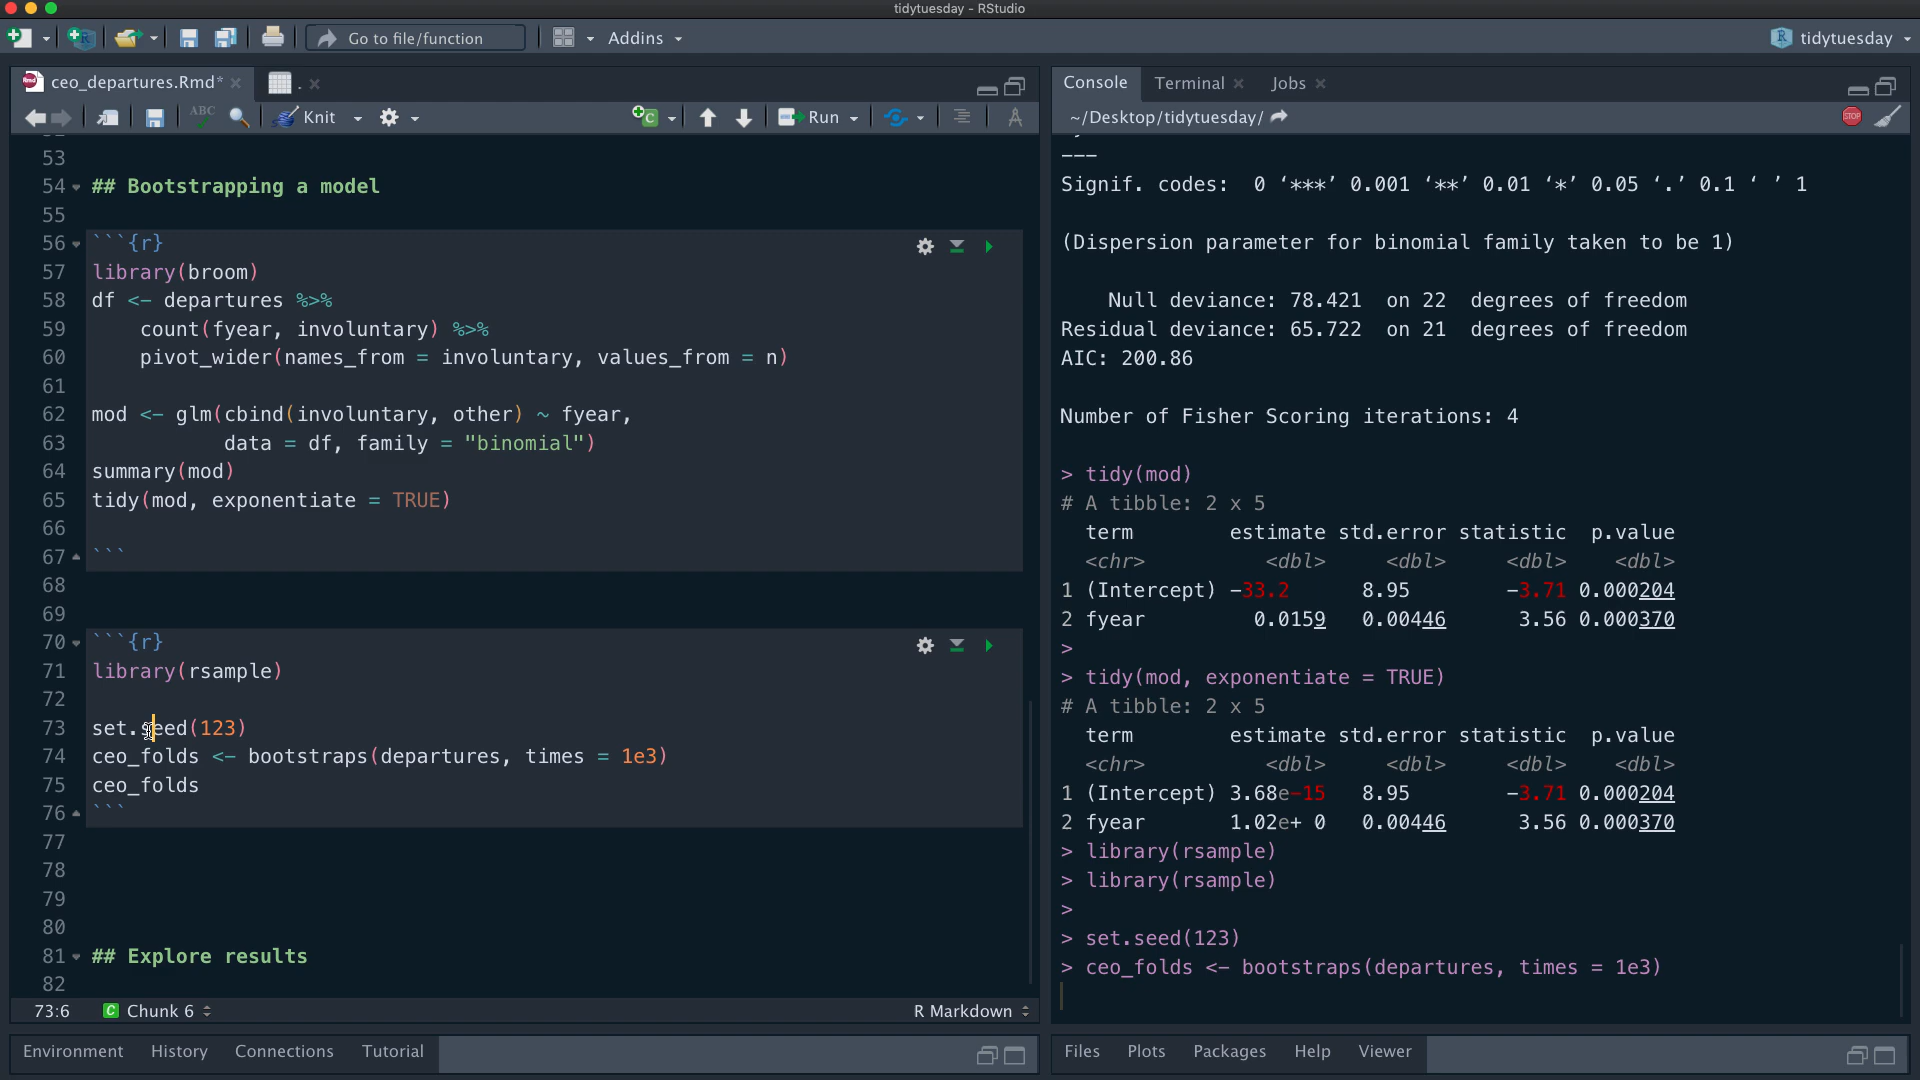 tidytuesday - RStudio
Go to file/function
Addins
tidytuesday
ceo_departures.Rmd*
.
ABC
Knit
Run
53
54 ## Bootstrapping a model
55
56 ```{r}
57 library(broom)
58 df <- departures %>%
59 count(fyear, involuntary) %>%
60 pivot_wider(names_from = involuntary, values_from = n)
61
62 mod <- glm(cbind(involuntary, other) ~ fyear,
63 data = df, family = "binomial")
64 summary(mod)
65 tidy(mod, exponentiate = TRUE)
66
67 ```
68
69
70 ```{r}
71 library(rsample)
72
73 set.seed(123)
74 ceo_folds <- bootstraps(departures, times = 1e3)
75 ceo_folds
76 ```
77
78
79
80
81 ## Explore results
82
73:6
C Chunk 6
R Markdown
Environment
History
Connections
Tutorial
Console
Terminal
Jobs
~/Desktop/tidytuesday/
STOP
---
Signif. codes:  0 ‘***’ 0.001 ‘**’ 0.01 ‘*’ 0.05 ‘.’ 0.1 ‘ ’ 1
(Dispersion parameter for binomial family taken to be 1)
Null deviance: 78.421  on 22  degrees of freedom
Residual deviance: 65.722  on 21  degrees of freedom
AIC: 200.86
Number of Fisher Scoring iterations: 4
> tidy(mod)
# A tibble: 2 x 5
term estimate std.error statistic p.value
<chr> <dbl> <dbl> <dbl> <dbl>
1 (Intercept) -33.2 8.95 -3.71 0.000204
2 fyear 0.0159 0.00446 3.56 0.000370
>
> tidy(mod, exponentiate = TRUE)
# A tibble: 2 x 5
term estimate std.error statistic p.value
<chr> <dbl> <dbl> <dbl> <dbl>
1 (Intercept) 3.68e-15 8.95 -3.71 0.000204
2 fyear 1.02e+ 0 0.00446 3.56 0.000370
> library(rsample)
> library(rsample)
>
> set.seed(123)
> ceo_folds <- bootstraps(departures, times = 1e3)
Files
Plots
Packages
Help
Viewer